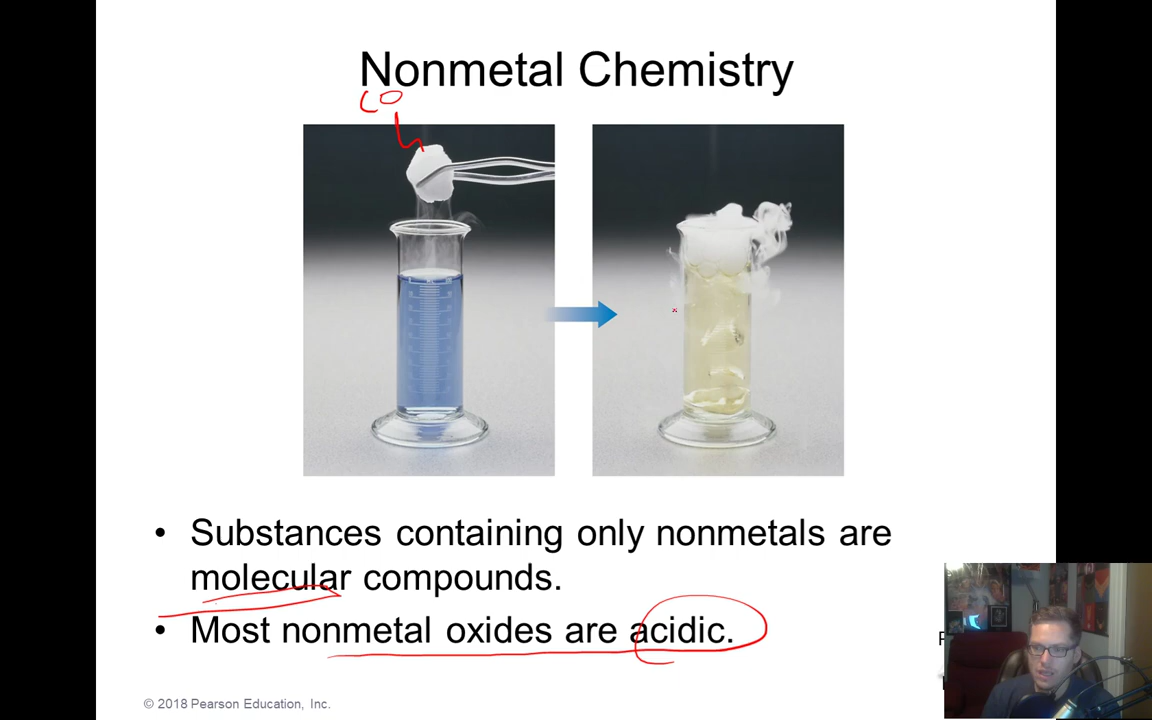 Nonmetal Chemistry
CO
• Substances containing only nonmetals are
molecular compounds.
• Most nonmetal oxides are acidic.
© 2018 Pearson Education, Inc.